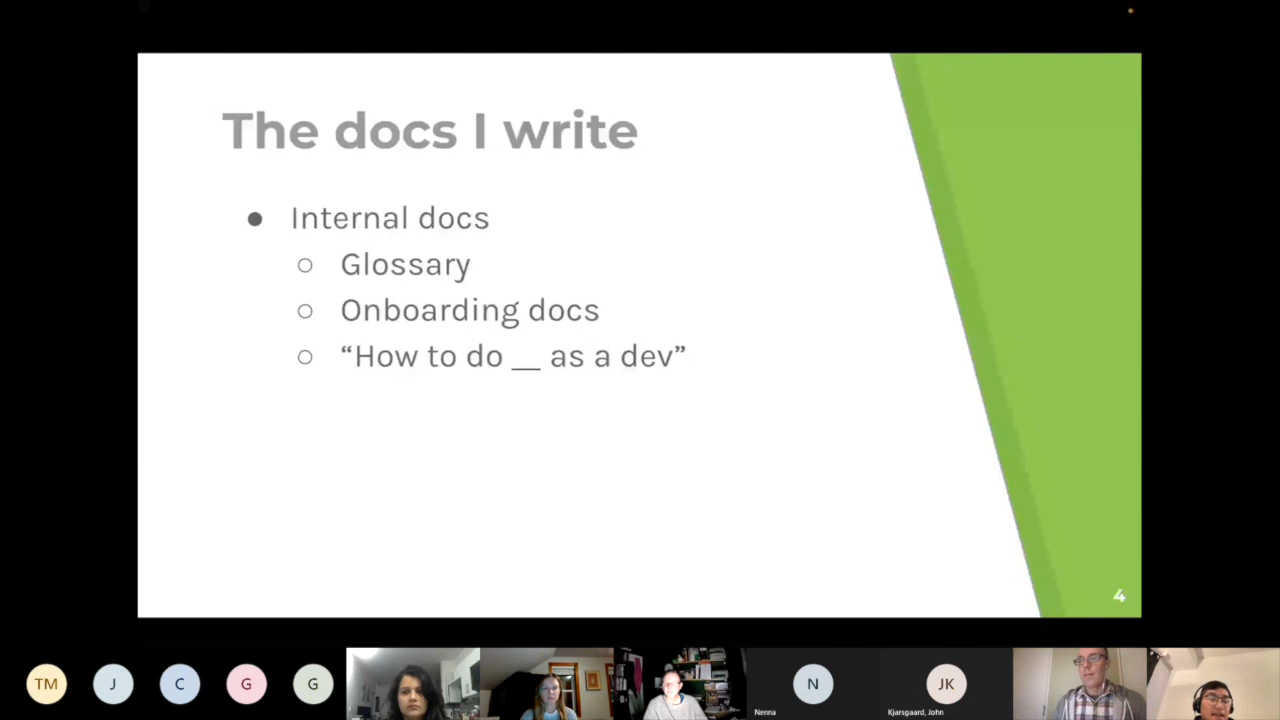 The docs I write
● Internal docs
○ Glossary
○ Onboarding docs
○ “How to do __ as a dev”
4
TM
J
C
G
G
N
Nenna
JK
Kjarsgaard, John